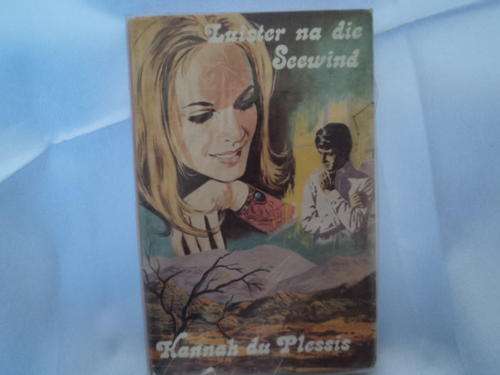 Luister na die
Seewind
Hannah du Plessis